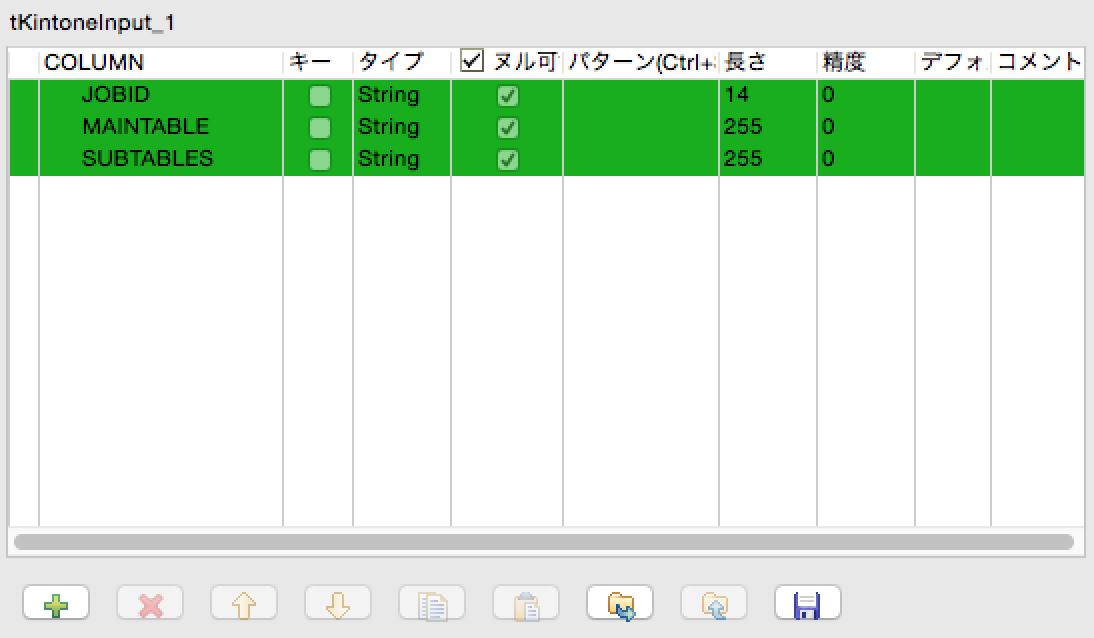 tKintoneInput_1
COLUMN キー タイプ ヌル可 パターン(Ctrl+ 長さ 精度 デフォ コメント
JOBID String 14 0
MAINTABLE String 255 0
SUBTABLES String 255 0